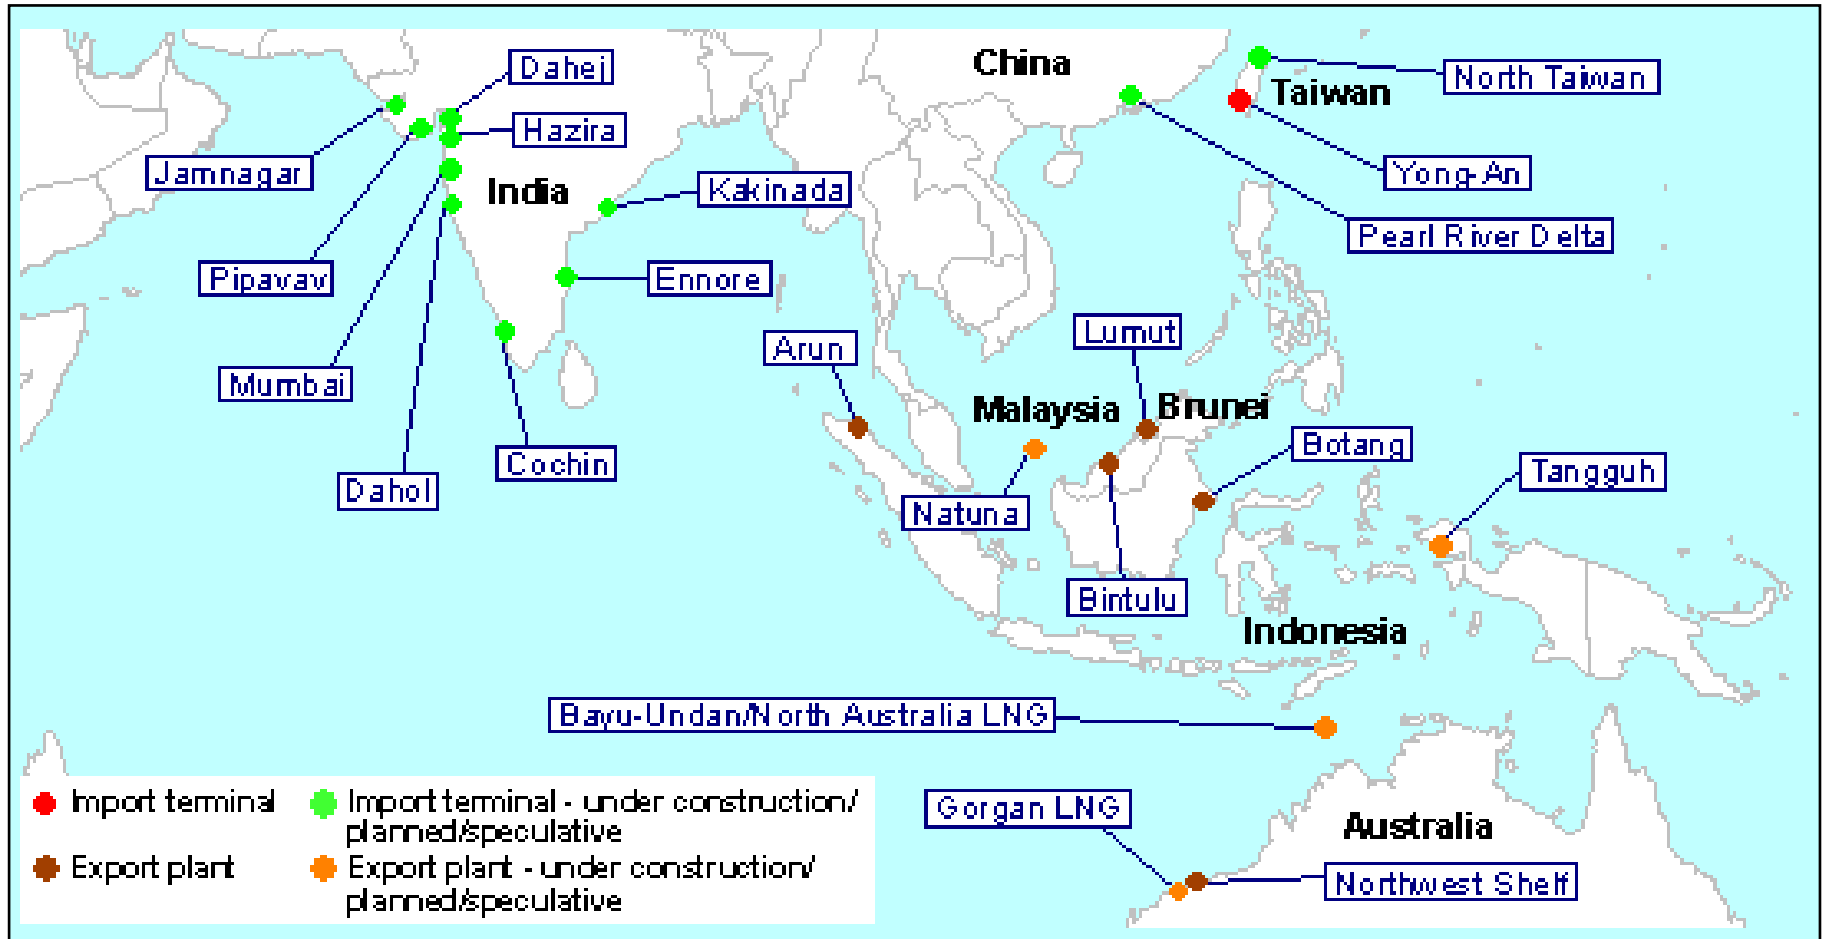 Dahej
China
North Taiwan
Taiwan
Hazira
Jamnagar
Yong-An
India
Kakinada
Pearl River Delta
Pipavav
Ennore
Lumut
Arun
Mumbai
Malaysia
Brunei
Botang
Cochin
Tangguh
Dahol
Natuna
Bintulu
Indonesia
Bayu-Undan/North Australia LNG
Import terminal
Import terminal - under construction/
planned/speculative
Gorgan LNG
Australia
Export plant
Export plant - under construction/
planned/speculative
Northwest Shelf